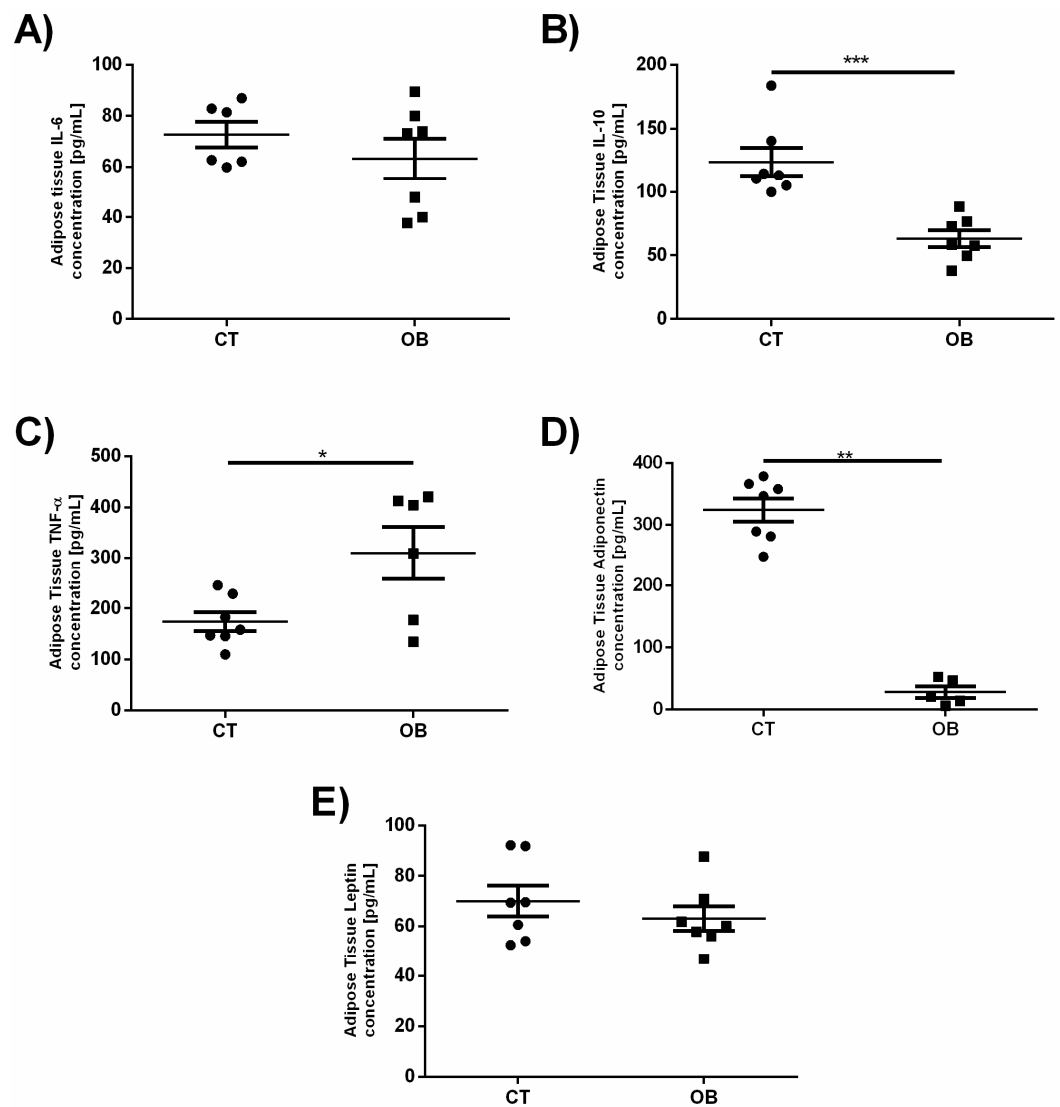 A)
Adipose tissue IL-6
concentration [pg/mL]
100
80
60
40
20
0
CT
OB
B)
Adipose Tissue IL-10
concentration [pg/mL]
200
150
100
50
0
***
CT
OB
C)
Adipose Tissue TNF-α
concentration [pg/mL]
500
400
300
200
100
0
*
CT
OB
D)
Adipose Tissue Adiponectin
concentration [pg/mL]
400
300
200
100
0
**
CT
OB
E)
Adipose Tissue Leptin
concentration [pg/mL]
100
80
60
40
20
0
CT
OB